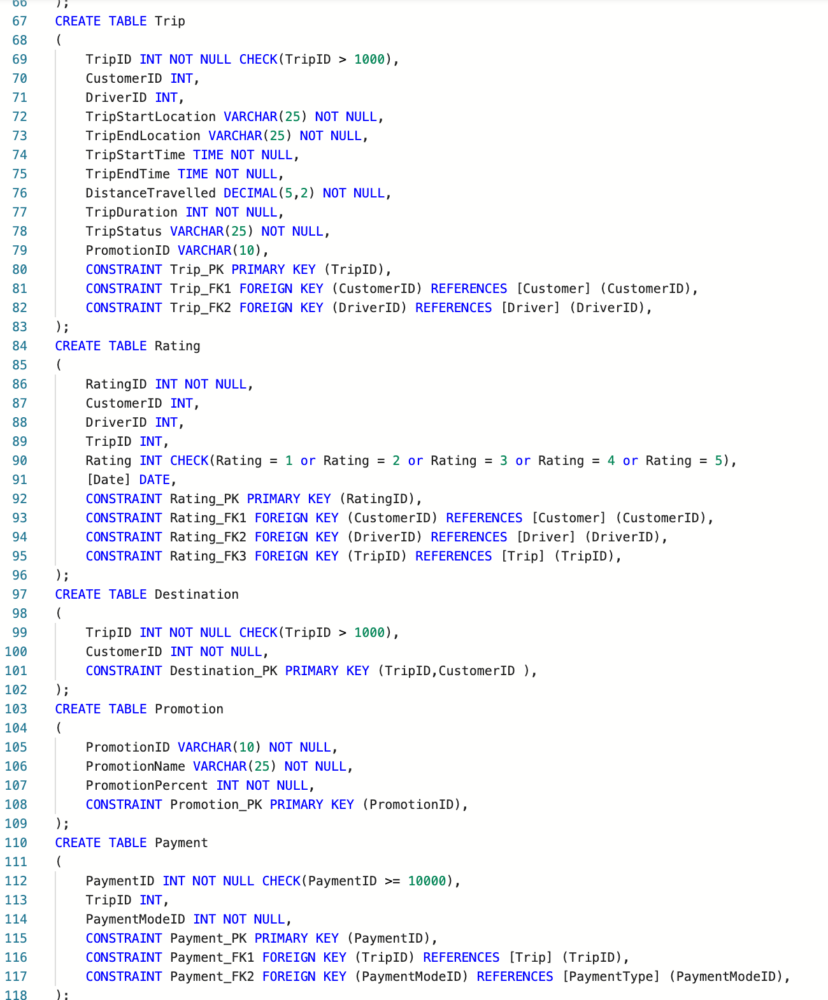 66 );
67 CREATE TABLE Trip
68 (
69 TripID INT NOT NULL CHECK(TripID > 1000),
70 CustomerID INT,
71 DriverID INT,
72 TripStartLocation VARCHAR(25) NOT NULL,
73 TripEndLocation VARCHAR(25) NOT NULL,
74 TripStartTime TIME NOT NULL,
75 TripEndTime TIME NOT NULL,
76 DistanceTravelled DECIMAL(5,2) NOT NULL,
77 TripDuration INT NOT NULL,
78 TripStatus VARCHAR(25) NOT NULL,
79 PromotionID VARCHAR(10),
80 CONSTRAINT Trip_PK PRIMARY KEY (TripID),
81 CONSTRAINT Trip_FK1 FOREIGN KEY (CustomerID) REFERENCES [Customer] (CustomerID),
82 CONSTRAINT Trip_FK2 FOREIGN KEY (DriverID) REFERENCES [Driver] (DriverID),
83 );
84 CREATE TABLE Rating
85 (
86 RatingID INT NOT NULL,
87 CustomerID INT,
88 DriverID INT,
89 TripID INT,
90 Rating INT CHECK(Rating = 1 or Rating = 2 or Rating = 3 or Rating = 4 or Rating = 5),
91 [Date] DATE,
92 CONSTRAINT Rating_PK PRIMARY KEY (RatingID),
93 CONSTRAINT Rating_FK1 FOREIGN KEY (CustomerID) REFERENCES [Customer] (CustomerID),
94 CONSTRAINT Rating_FK2 FOREIGN KEY (DriverID) REFERENCES [Driver] (DriverID),
95 CONSTRAINT Rating_FK3 FOREIGN KEY (TripID) REFERENCES [Trip] (TripID),
96 );
97 CREATE TABLE Destination
98 (
99 TripID INT NOT NULL CHECK(TripID > 1000),
100 CustomerID INT NOT NULL,
101 CONSTRAINT Destination_PK PRIMARY KEY (TripID,CustomerID ),
102 );
103 CREATE TABLE Promotion
104 (
105 PromotionID VARCHAR(10) NOT NULL,
106 PromotionName VARCHAR(25) NOT NULL,
107 PromotionPercent INT NOT NULL,
108 CONSTRAINT Promotion_PK PRIMARY KEY (PromotionID),
109 );
110 CREATE TABLE Payment
111 (
112 PaymentID INT NOT NULL CHECK(PaymentID >= 10000),
113 TripID INT,
114 PaymentModeID INT NOT NULL,
115 CONSTRAINT Payment_PK PRIMARY KEY (PaymentID),
116 CONSTRAINT Payment_FK1 FOREIGN KEY (TripID) REFERENCES [Trip] (TripID),
117 CONSTRAINT Payment_FK2 FOREIGN KEY (PaymentModeID) REFERENCES [PaymentType] (PaymentModeID),
118 );